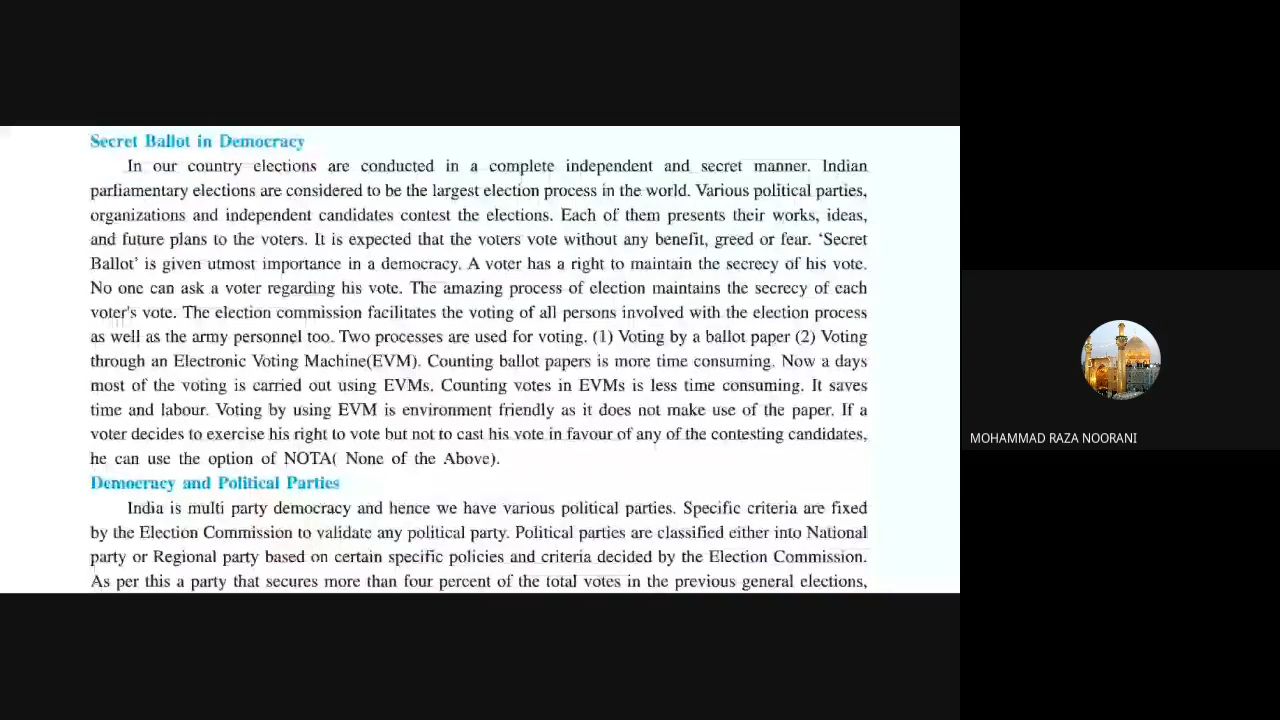 Secret Ballot in Democracy
In our country elections are conducted in a complete independent and secret manner. Indian
parliamentary elections are considered to be the largest election process in the world. Various political parties,
organizations and independent candidates contest the elections. Each of them presents their works, ideas,
and future plans to the voters. It is expected that the voters vote without any benefit, greed or fear. ‘Secret
Ballot’ is given utmost importance in a democracy. A voter has a right to maintain the secrecy of his vote.
No one can ask a voter regarding his vote. The amazing process of election maintains the secrecy of each
voter's vote. The election commission facilitates the voting of all persons involved with the election process
as well as the army personnel too. Two processes are used for voting. (1) Voting by a ballot paper (2) Voting
through an Electronic Voting Machine(EVM). Counting ballot papers is more time consuming. Now a days
most of the voting is carried out using EVMs. Counting votes in EVMs is less time consuming. It saves
time and labour. Voting by using EVM is environment friendly as it does not make use of the paper. If a
voter decides to exercise his right to vote but not to cast his vote in favour of any of the contesting candidates,
he can use the option of NOTA( None of the Above).
Democracy and Political Parties
India is multi party democracy and hence we have various political parties. Specific criteria are fixed
by the Election Commission to validate any political party. Political parties are classified either into National
party or Regional party based on certain specific policies and criteria decided by the Election Commission.
As per this a party that secures more than four percent of the total votes in the previous general elections,
MOHAMMAD RAZA NOORANI